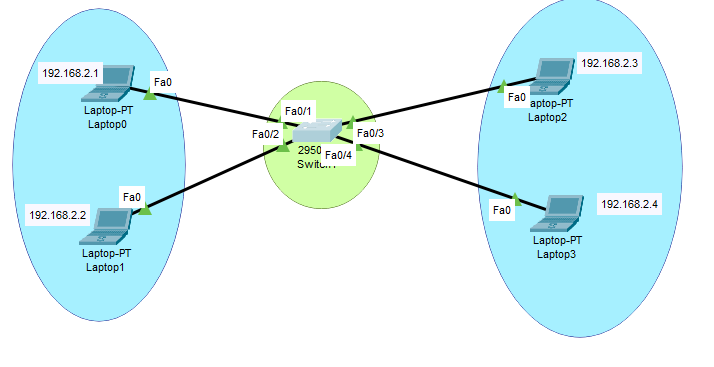 192.168.2.1
Fa0
Laptop-PT
Laptop0
192.168.2.3
Fa0
Laptop-PT
Laptop2
Fa0/1
Fa0/2
Fa0/3
2950
Fa0/4
192.168.2.2
Fa0
Laptop-PT
Laptop1
192.168.2.4
Fa0
Laptop-PT
Laptop3